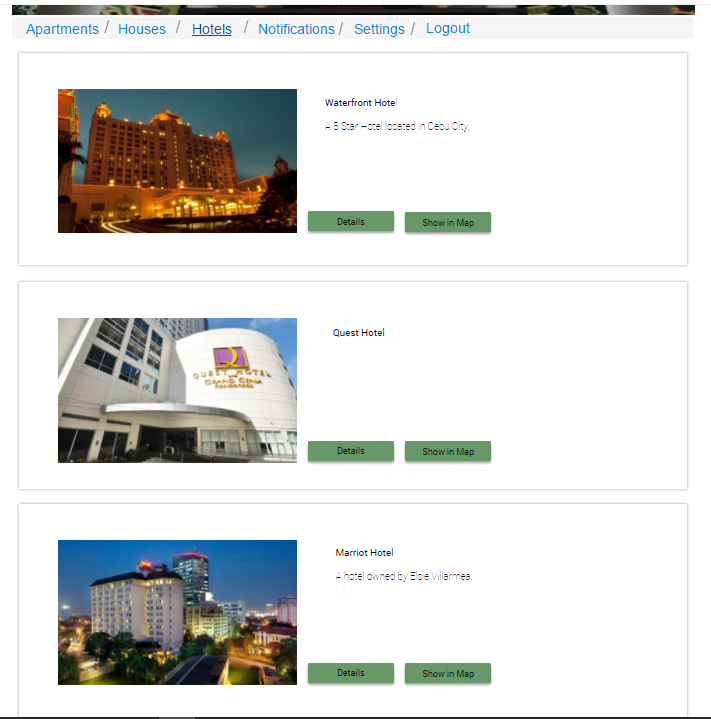 Apartments / Houses / Hotels / Notifications / Settings / Logout
Waterfront Hotel
A 5 Star Hotel located in Cebu City.
Details
Show in Map
Quest Hotel
QUEST HOTEL
GRAND CENIA
RESIDENCES
Details
Show in Map
Marriot Hotel
A hotel owned by Elsie Villarmea.
Details
Show in Map